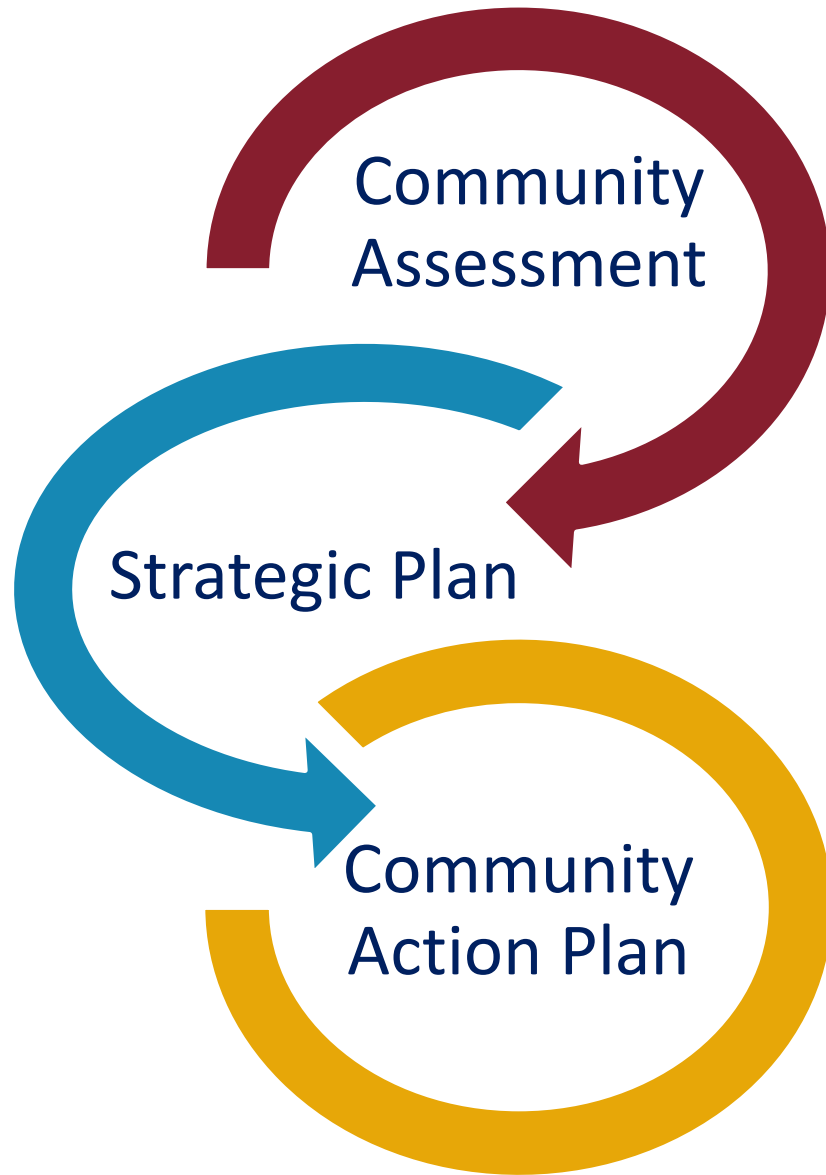 Community
Assessment
Strategic Plan
Community
Action Plan